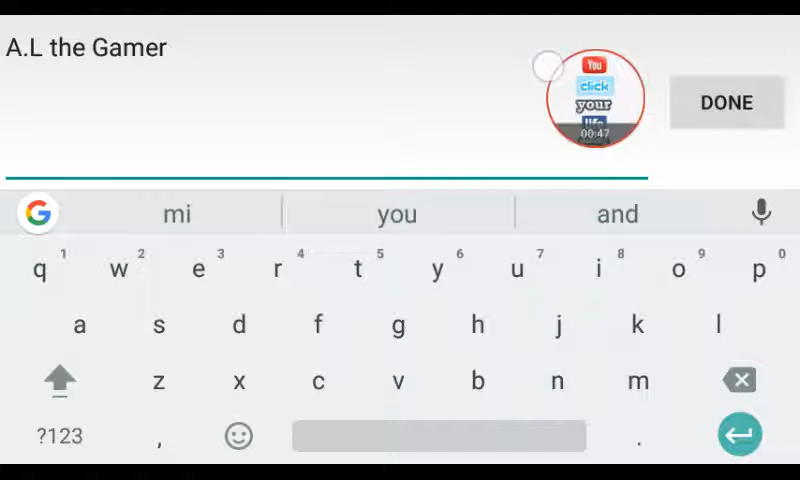 A.L the Gamer
You
click
your
life
00:47
DONE
mi you and
q 1 w 2 e 3 r 4 t 5 y 6 u 7 i 8 o 9 p 0
a s d f g h j k l
z x c v b n m
?123 , .